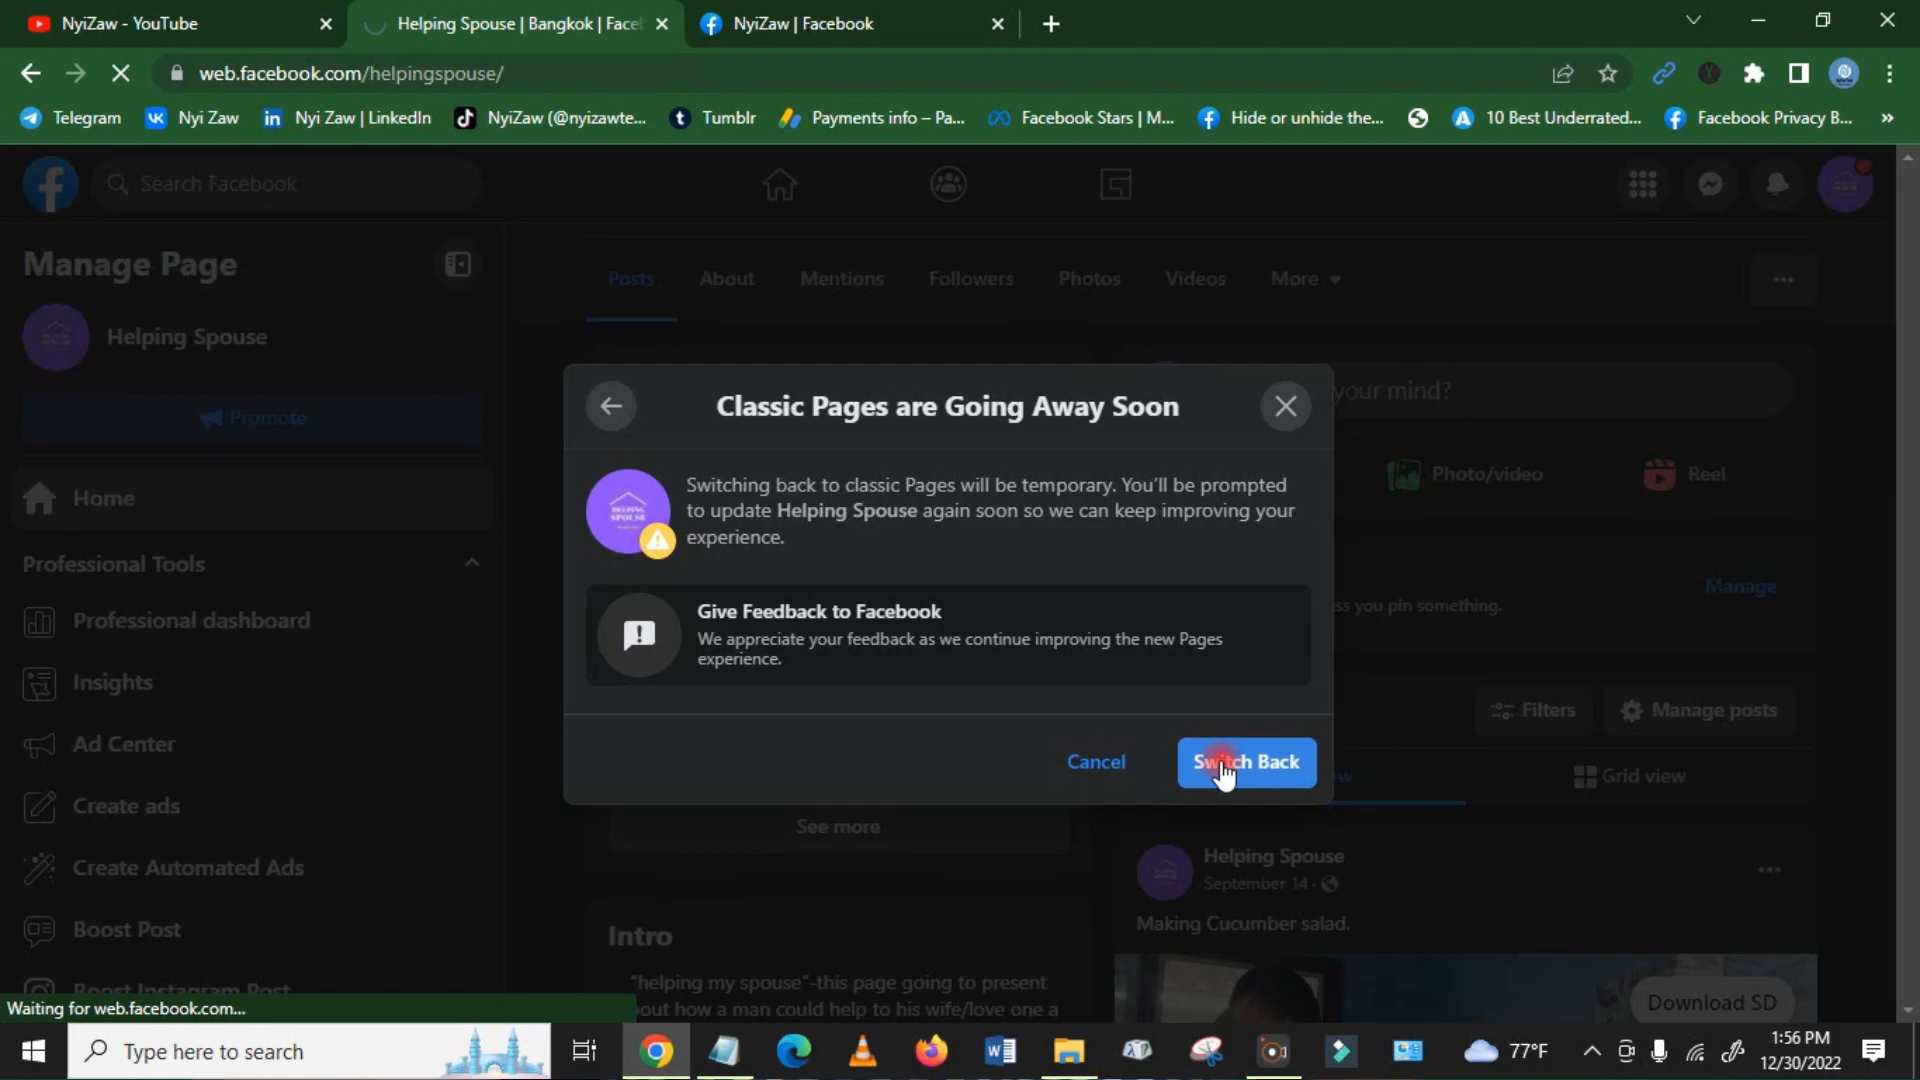 NyiZaw - YouTube
Helping Spouse | Bangkok | Face
NyiZaw | Facebook
web.facebook.com/helpingspouse/
Telegram
Nyi Zaw
Nyi Zaw | LinkedIn
NyiZaw (@nyizawte...
Tumblr
Payments info – Pa...
Facebook Stars | M...
Hide or unhide the...
10 Best Underrated...
Facebook Privacy B...
Search Facebook
Manage Page
Helping Spouse
Promote
Home
Professional Tools
Professional dashboard
Insights
Ad Center
Create ads
Create Automated Ads
Boost Post
Boost Instagram Post
Waiting for web.facebook.com...
Posts
About
Mentions
Followers
Photos
Videos
More
your mind?
Photo/video
Reel
Manage
ss you pin something.
Filters
Manage posts
ew
Grid view
Classic Pages are Going Away Soon
HELPING
SPOUSE
Switching back to classic Pages will be temporary. You'll be prompted
to update Helping Spouse again soon so we can keep improving your
experience.
Give Feedback to Facebook
We appreciate your feedback as we continue improving the new Pages
experience.
Cancel
Switch Back
See more
Intro
"helping my spouse"-this page going to present
out how a man could help to his wife/love one a
Helping Spouse
September 14 ·
Making Cucumber salad.
Download SD
Type here to search
77°F
1:56 PM
12/30/2022